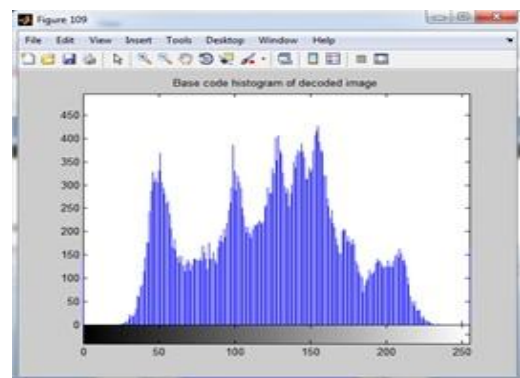 Figure 109
File Edit View Insert Tools Desktop Window Help
Base code histogram of decoded image
450
400
350
300
250
200
150
100
50
0
0 50 100 150 200 250